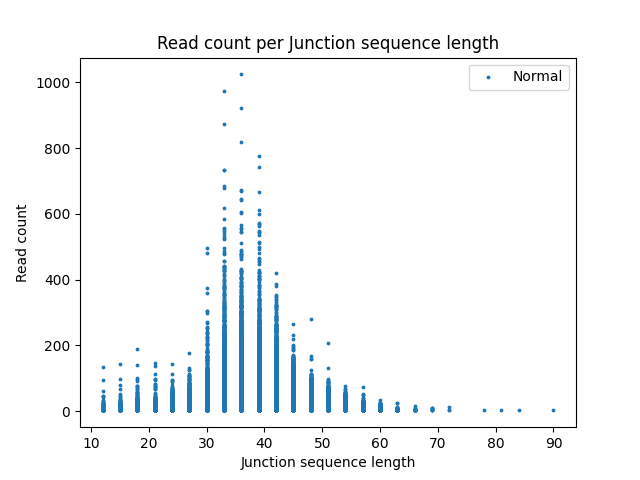 Read count per Junction sequence length
Normal
1000
800
600
400
200
0
Read count
10 20 30 40 50 60 70 80 90
Junction sequence length